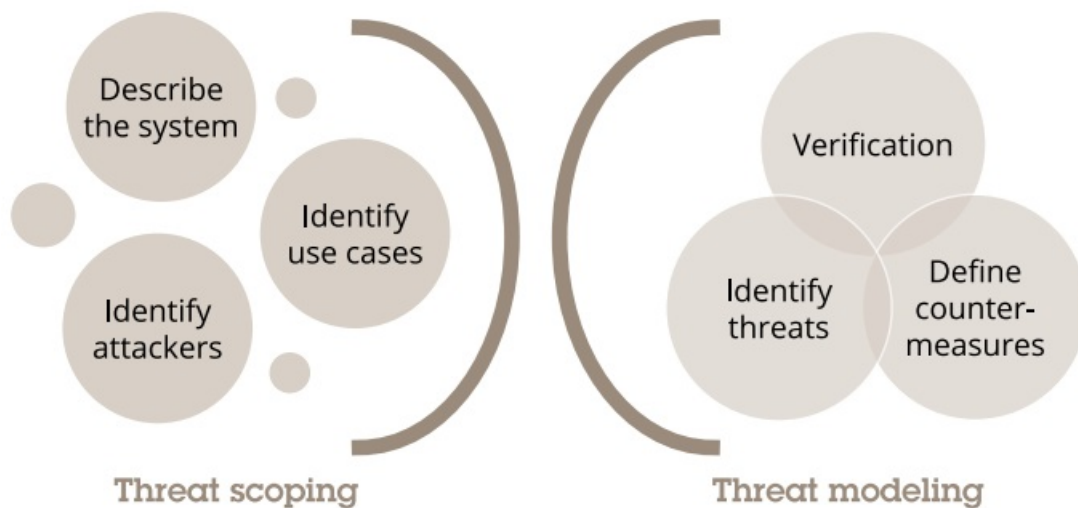 Describe
the system
Identify
use cases
Identify
attackers
Threat scoping
Verification
Identify
threats
Define
counter-
measures
Threat modeling